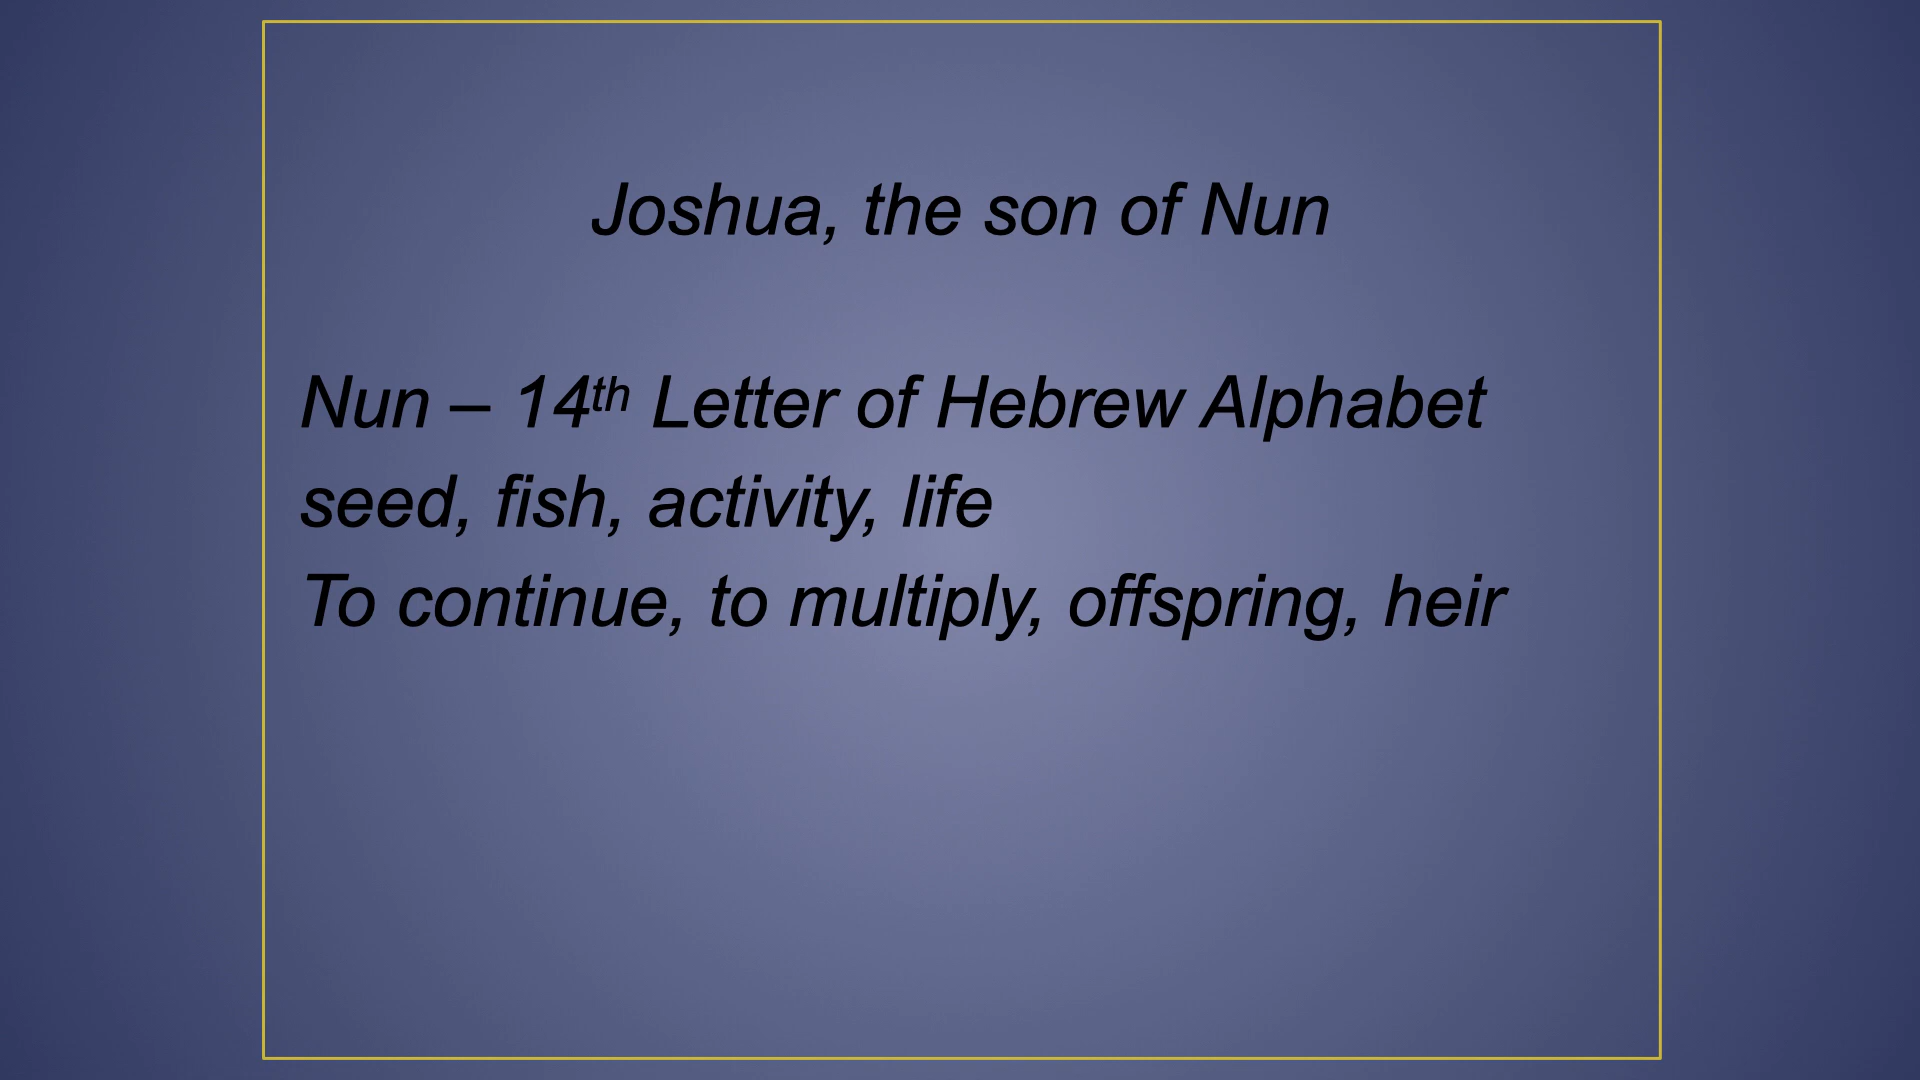 Joshua, the son of Nun
Nun – 14th Letter of Hebrew Alphabet
seed, fish, activity, life
To continue, to multiply, offspring, heir